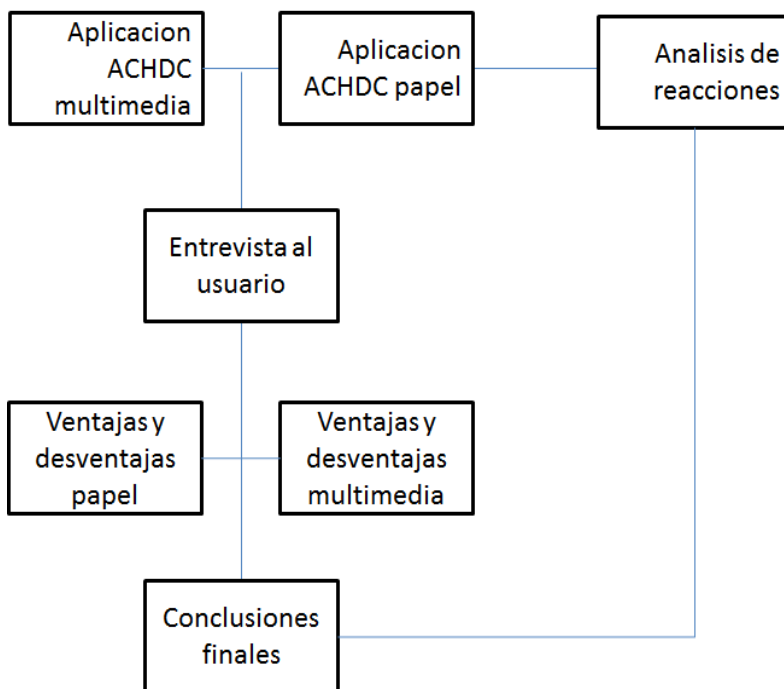 Aplicacion
ACHDC
multimedia
Aplicacion
ACHDC papel
Analisis de
reacciones
Entrevista al
usuario
Ventajas y
desventajas
papel
Ventajas y
desventajas
multimedia
Conclusiones
finales